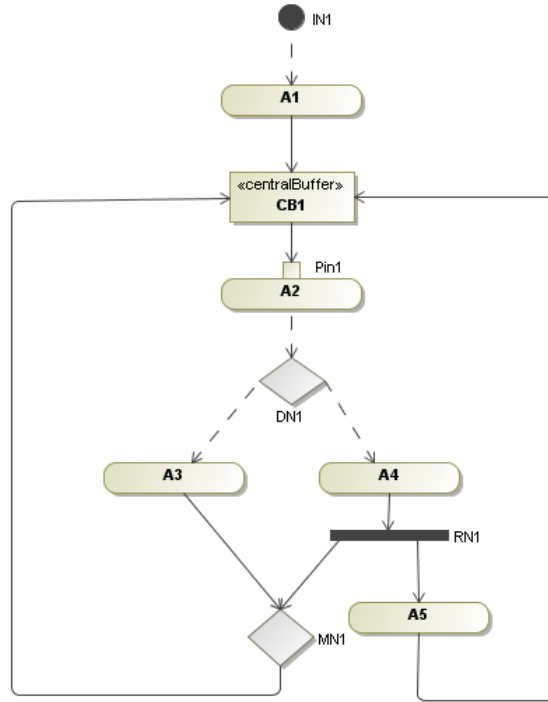 IN1
A1
«centralBuffer»
CB1
Pin1
A2
DN1
A3
A4
RN1
A5
MN1